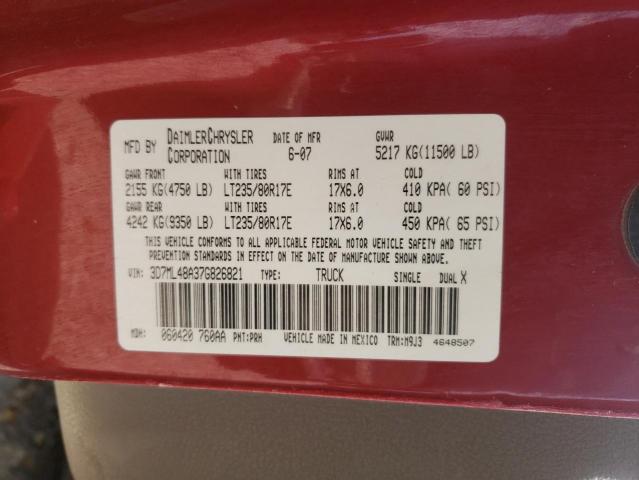 MFD BY DAIMLERCHRYSLER CORPORATION DATE OF MFR 6-07 GVWR 5217 KG(11500 LB)
GAWR FRONT WITH TIRES RIMS AT COLD
2155 KG(4750 LB) LT235/80R17E 17X6.0 410 KPA( 60 PSI)
GAWR REAR WITH TIRES RIMS AT COLD
4242 KG(9350 LB) LT235/80R17E 17X6.0 450 KPA( 65 PSI)
THIS VEHICLE CONFORMS TO ALL APPLICABLE FEDERAL MOTOR VEHICLE SAFETY AND THEFT
PREVENTION STANDARDS IN EFFECT ON THE DATE OF MANUFACTURE SHOWN ABOVE.
VIN: 3D7ML48A37G826821 TYPE: TRUCK SINGLE DUAL X
MDH: 060420 760AA PNT:PRH VEHICLE MADE IN MEXICO TRM:M9J3 4648507